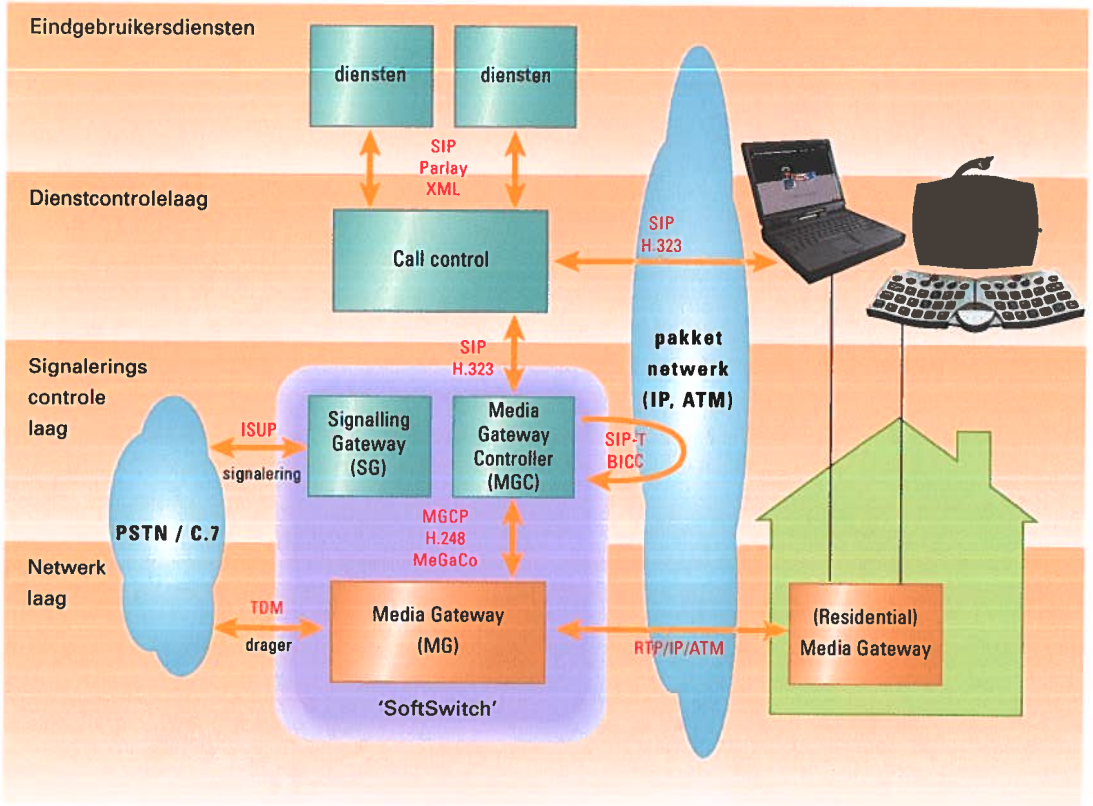 Eindgebruikersdiensten
diensten
diensten
SIP
Parlay
XML
Dienstcontrolelaag
Call control
SIP
H.323
SIP
H.323
pakket
netwerk
(IP, ATM)
Signalerings
controle
laag
ISUP
signalering
Signalling
Gateway
(SG)
Media
Gateway
Controller
(MGC)
SIP-T
BICC
PSTN / C.7
MGCP
H.248
MeGaCo
Netwerk
laag
TDM
drager
Media Gateway
(MG)
RTP/IP/ATM
(Residential)
Media Gateway
'SoftSwitch'